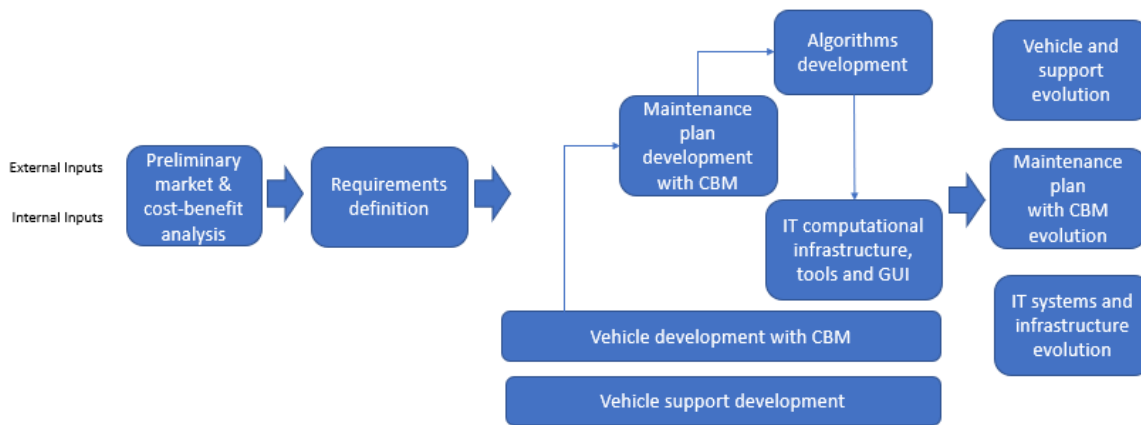 External Inputs
Internal Inputs
Preliminary
market &
cost-benefit
analysis
Requirements
definition
Maintenance
plan
development
with CBM
Algorithms
development
IT computational
infrastructure,
tools and GUI
Vehicle development with CBM
Vehicle support development
Vehicle and
support
evolution
Maintenance
plan
with CBM
evolution
IT systems and
infrastructure
evolution